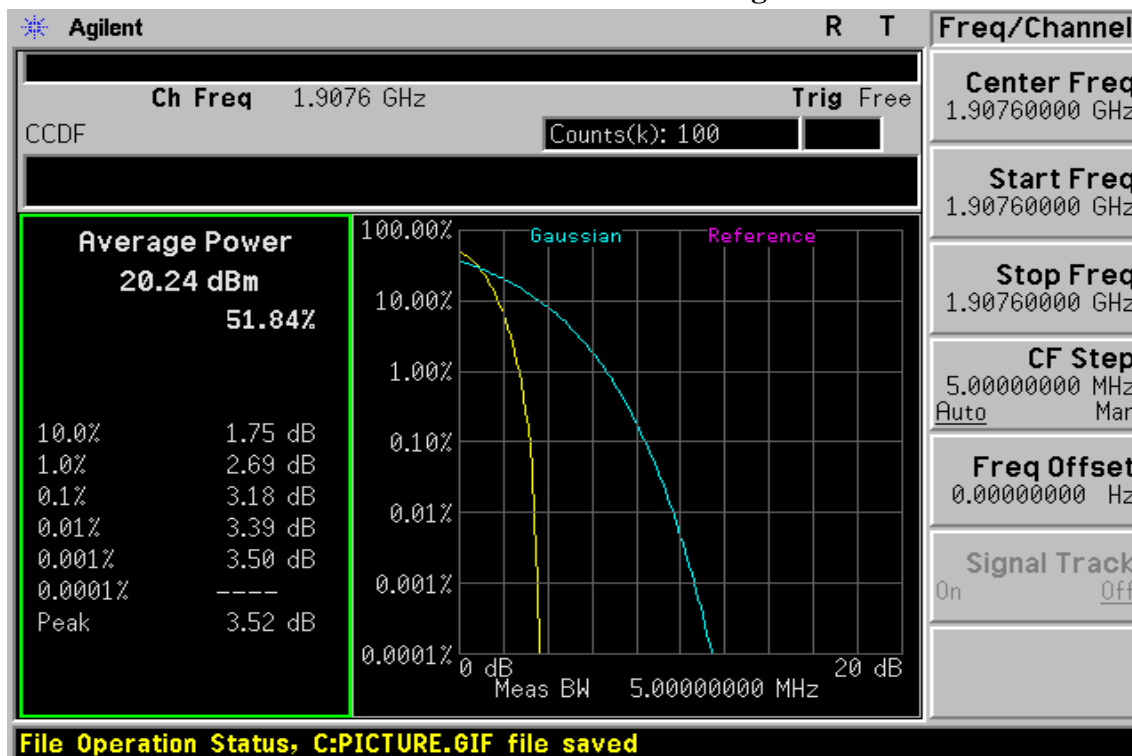 Agilent R T Freq/Channel
Ch Freq 1.9076 GHz Trig Free
CCDF Counts(k): 100
Average Power
20.24 dBm
51.84%
10.0% 1.75 dB
1.0% 2.69 dB
0.1% 3.18 dB
0.01% 3.39 dB
0.001% 3.50 dB
0.0001% ----
Peak 3.52 dB
Gaussian Reference
100.00%
10.00%
1.00%
0.10%
0.01%
0.001%
0.0001%
0 dB 20 dB
Meas BW 5.00000000 MHz
Center Freq
1.90760000 GHz
Start Freq
1.90760000 GHz
Stop Freq
1.90760000 GHz
CF Step
5.00000000 MHz
Auto Man
Freq Offset
0.00000000 Hz
Signal Track
On Off
File Operation Status, C:PICTURE.GIF file saved